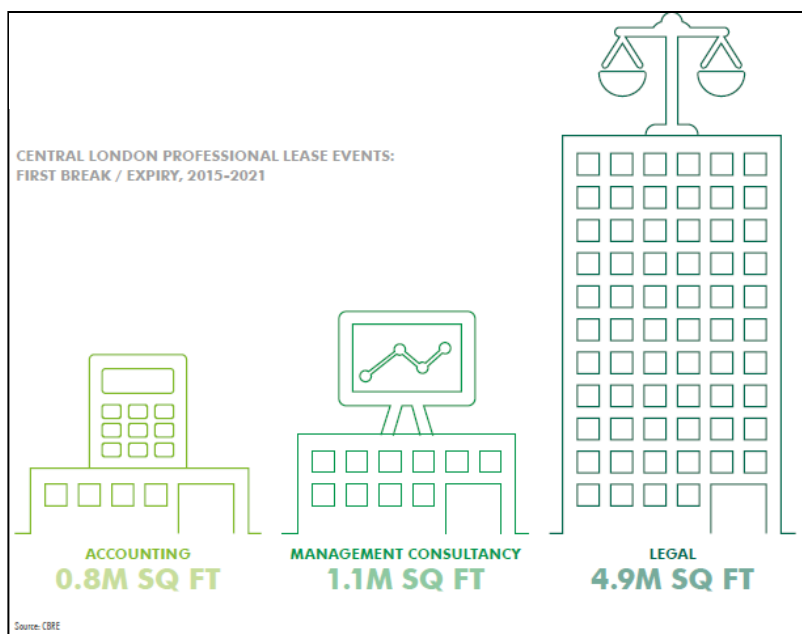 CENTRAL LONDON PROFESSIONAL LEASE EVENTS:
FIRST BREAK / EXPIRY, 2015-2021
ACCOUNTING
0.8M SQ FT
MANAGEMENT CONSULTANCY
1.1M SQ FT
LEGAL
4.9M SQ FT
Source: CBRE